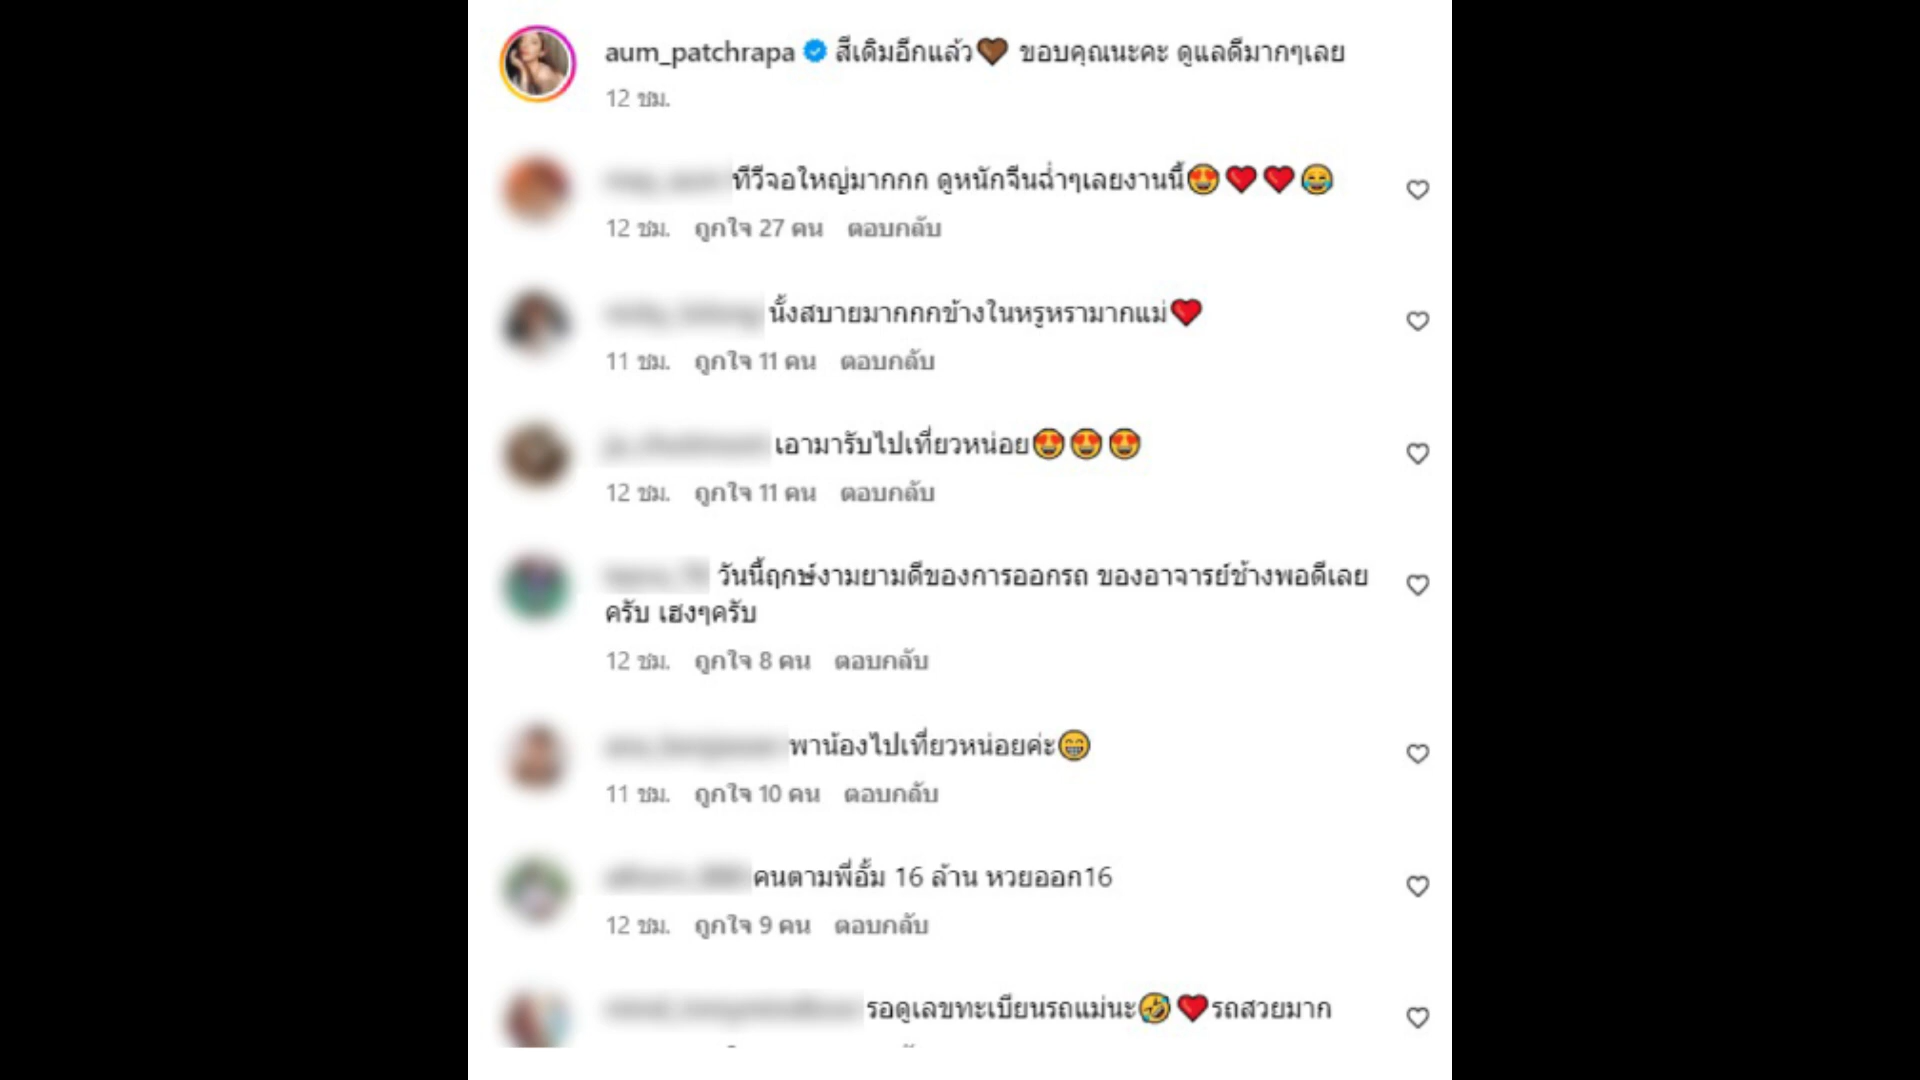 aum_patchrapa สีเดิมอีกแล้ว🤎 ขอบคุณนะคะ ดูแลดีมากๆเลย
12 ชม.
ทีวีจอใหญ่มากกก ดูหนักจีนฉ่ำๆเลยงานนี้😍❤️❤️😂
12 ชม. ถูกใจ 27 คน ตอบกลับ
นั้งสบายมากกกข้างในหรูหรามากแม่❤️
11 ชม. ถูกใจ 11 คน ตอบกลับ
เอามารับไปเที่ยวหน่อย😍😍😍
12 ชม. ถูกใจ 11 คน ตอบกลับ
วันนี้ฤกษ์งามยามดีของการออกรถ ของอาจารย์ช้างพอดีเลย
ครับ เฮงๆครับ
12 ชม. ถูกใจ 8 คน ตอบกลับ
พาน้องไปเที่ยวหน่อยค่ะ😁
11 ชม. ถูกใจ 10 คน ตอบกลับ
คนตามพี่อั้ม 16 ล้าน หวยออก16
12 ชม. ถูกใจ 9 คน ตอบกลับ
รอดูเลขทะเบียนรถแม่นะ🤣❤️รถสวยมาก